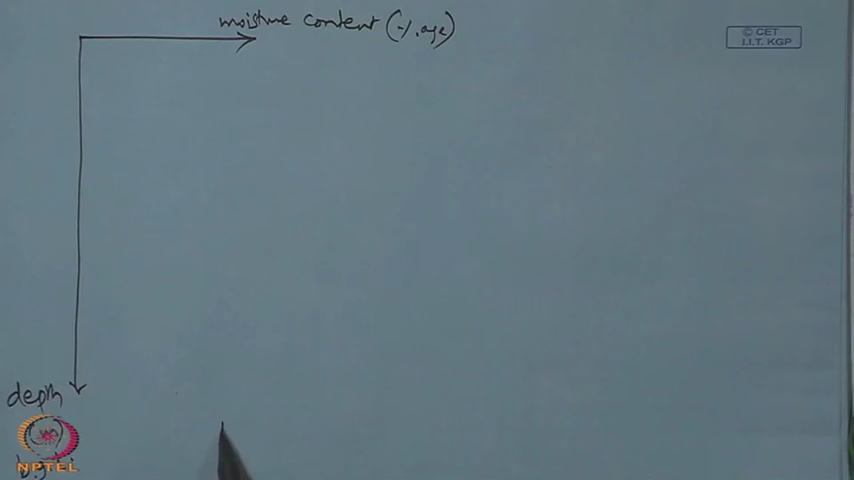 moisture content (%age)
© CET
I.I.T. KGP
depth
NPTEL